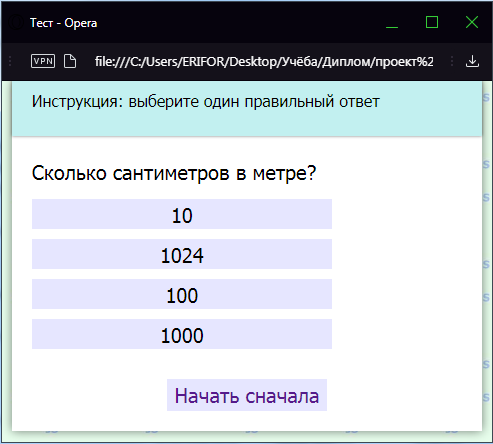 Тест - Opera
VPN file:///C:/Users/ERIFOR/Desktop/Учёба/Диплом/проект%2
Инструкция: выберите один правильный ответ
Сколько сантиметров в метре?
10
1024
100
1000
Начать сначала